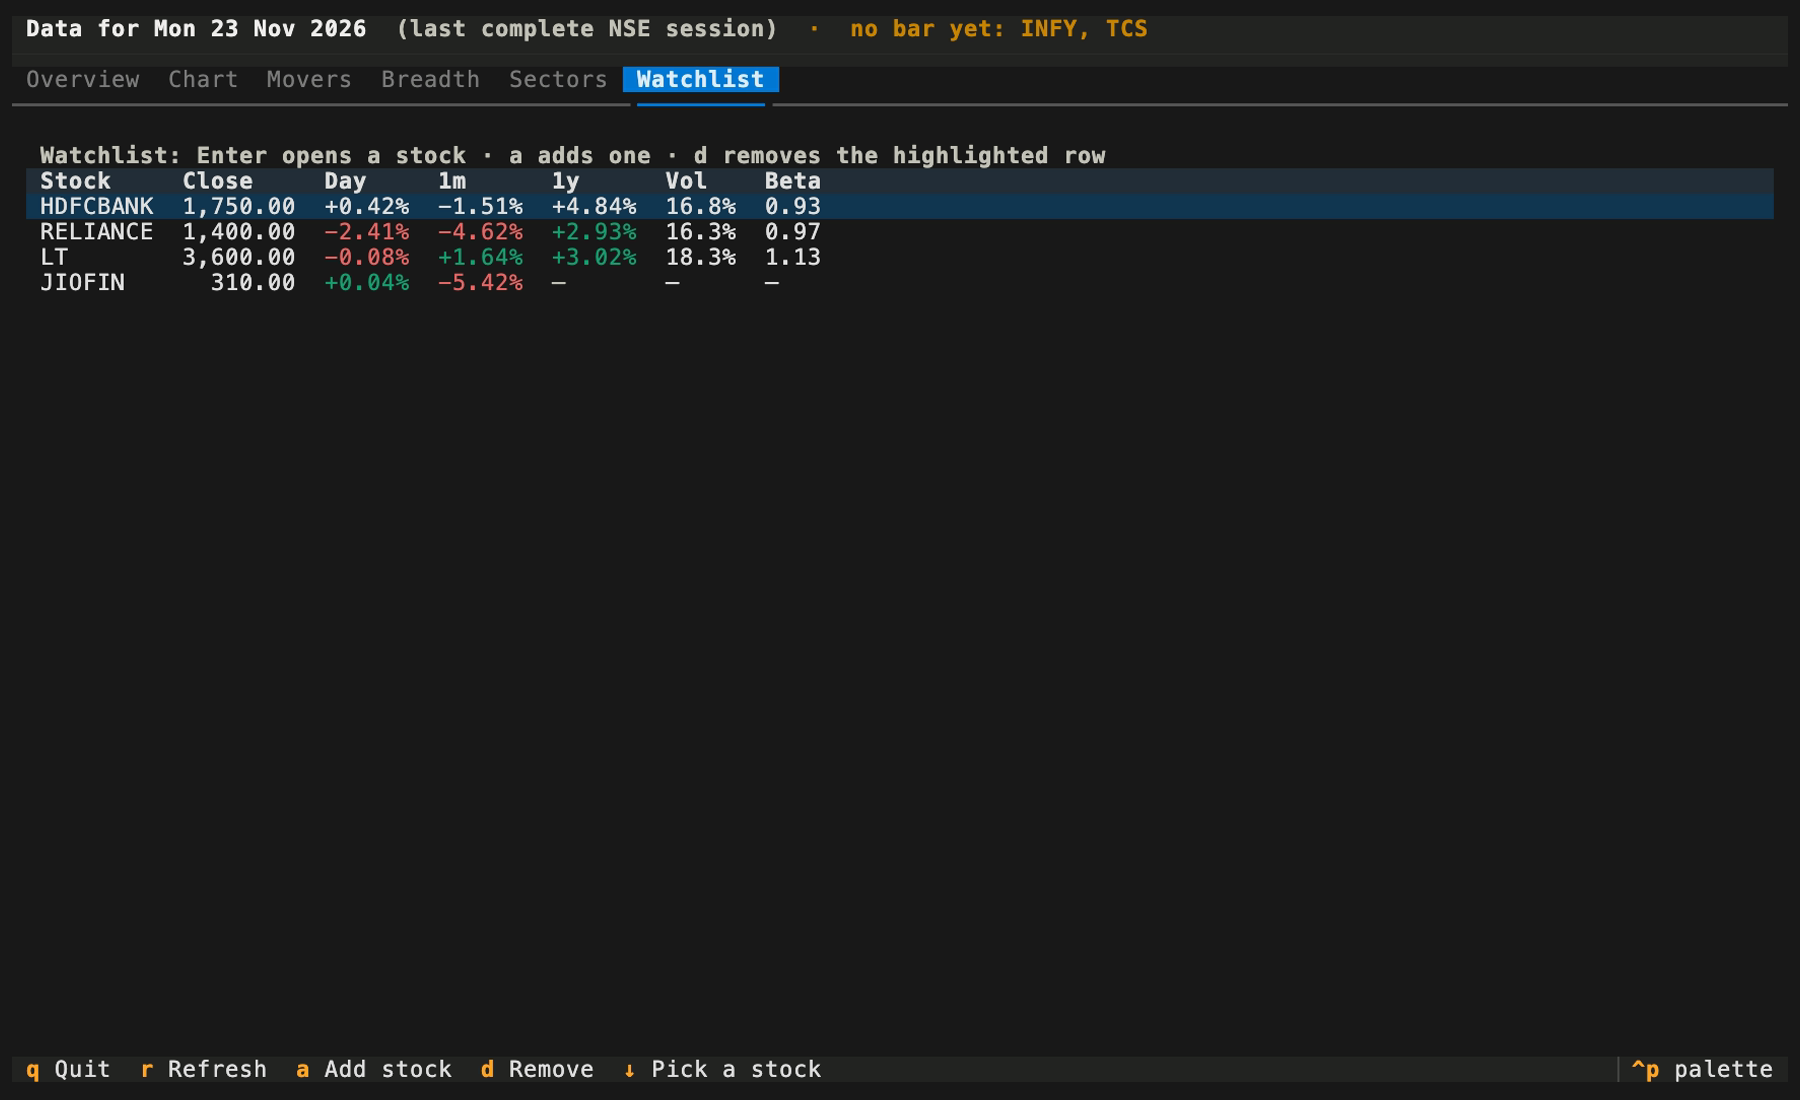 Data for Mon 23 Nov 2026 (last complete NSE session) · no bar yet: INFY, TCS
Overview Chart Movers Breadth Sectors Watchlist
Watchlist: Enter opens a stock · a adds one · d removes the highlighted row
Stock Close Day 1m 1y Vol Beta
HDFCBANK 1,750.00 +0.42% −1.51% +4.84% 16.8% 0.93
RELIANCE 1,400.00 −2.41% −4.62% +2.93% 16.3% 0.97
LT 3,600.00 −0.08% +1.64% +3.02% 18.3% 1.13
JIOFIN 310.00 +0.04% −5.42% — — —
q Quit r Refresh a Add stock d Remove ↓ Pick a stock ^p palette